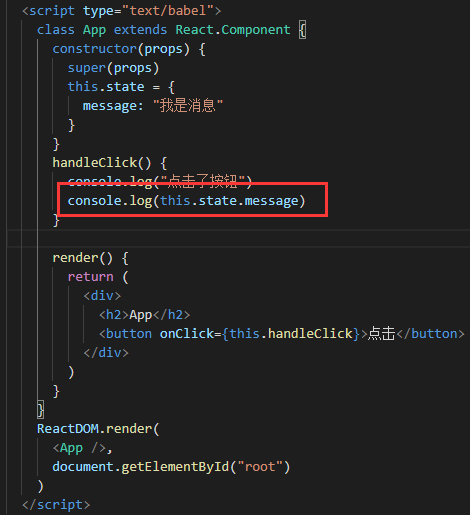 <script type="text/babel">
class App extends React.Component {
constructor(props) {
super(props)
this.state = {
message: "我是消息"
}
}
handleClick() {
console.log("点击了按钮")
console.log(this.state.message)
}
render() {
return (
<div>
<h2>App</h2>
<button onClick={this.handleClick}>点击</button>
</div>
)
}
}
ReactDOM.render(
<App />,
document.getElementById("root")
)
</script>